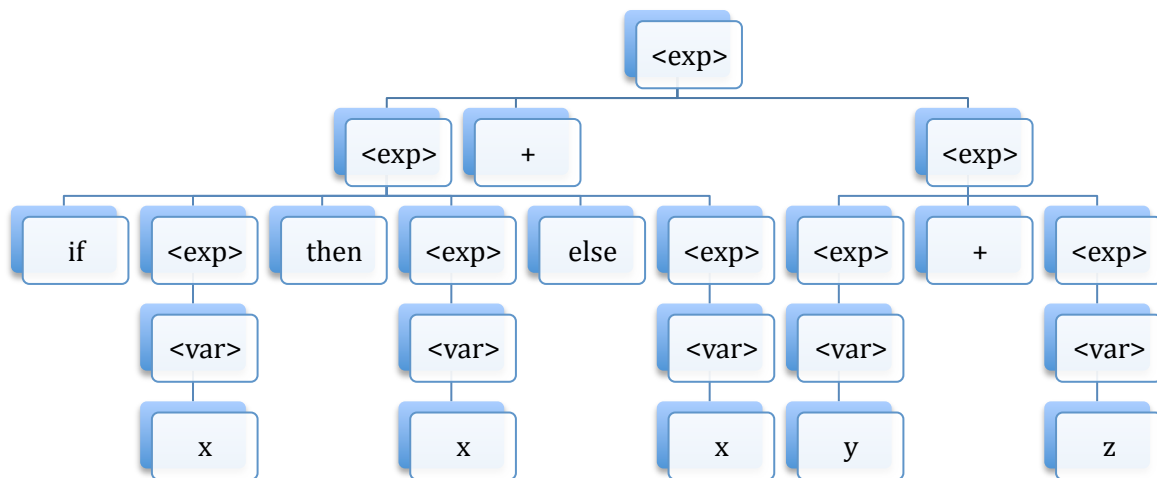 <exp>
<exp> + <exp>
if <exp> then <exp> else <exp> <exp> + <exp>
<var> <var> <var> <var> <var>
x x x y z